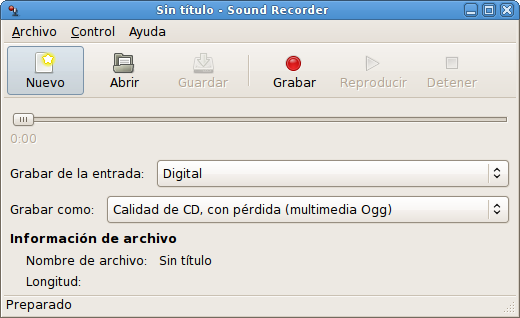 Sin título - Sound Recorder
Archivo Control Ayuda
Nuevo Abrir Guardar Grabar Reproducir Detener
0:00
Grabar de la entrada: Digital
Grabar como: Calidad de CD, con pérdida (multimedia Ogg)
Información de archivo
Nombre de archivo: Sin título
Longitud:
Preparado